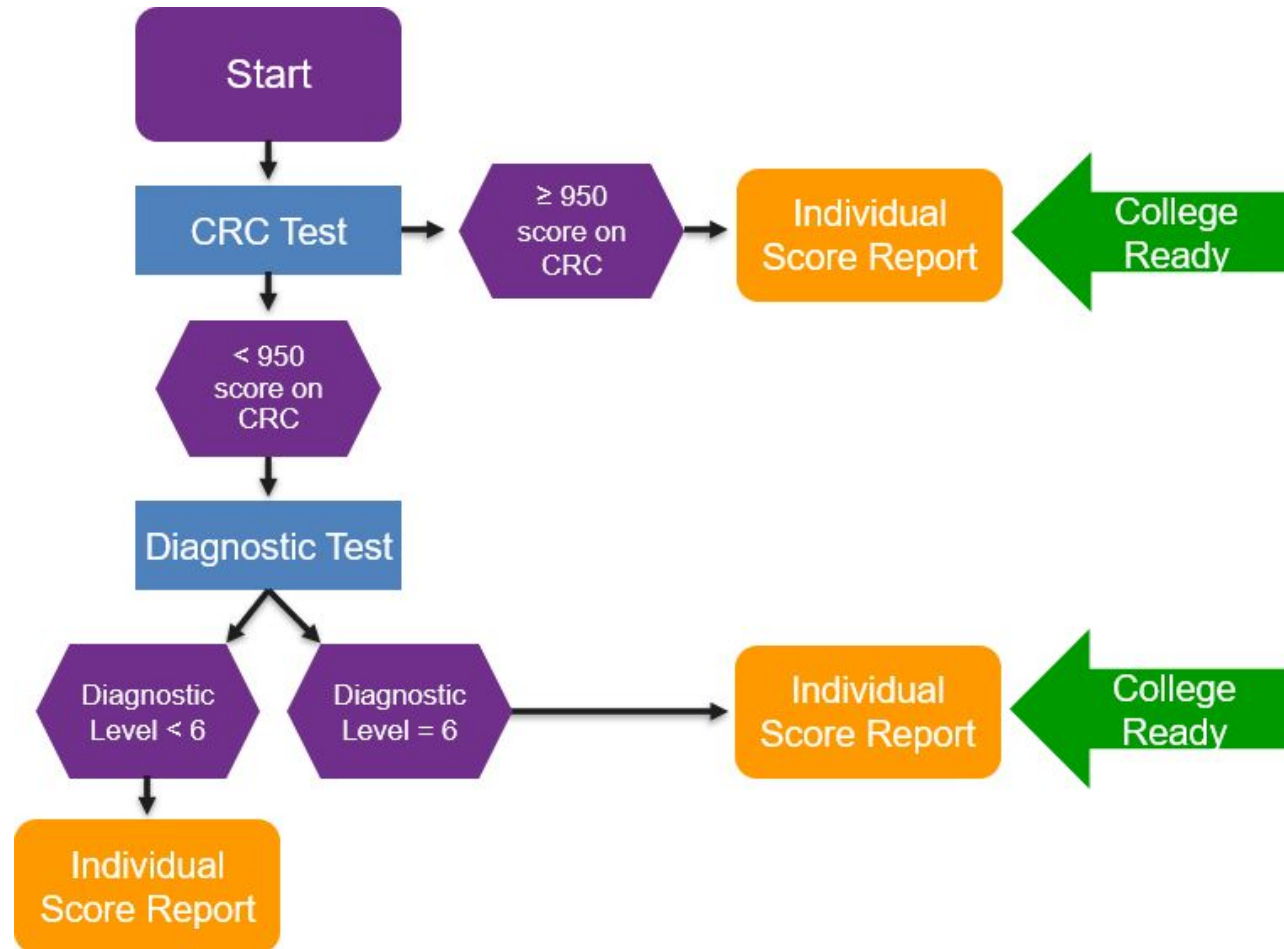 Start
CRC Test
≥ 950
score on
CRC
Individual
Score Report
College
Ready
< 950
score on
CRC
Diagnostic Test
Diagnostic
Level < 6
Diagnostic
Level = 6
Individual
Score Report
College
Ready
Individual
Score Report